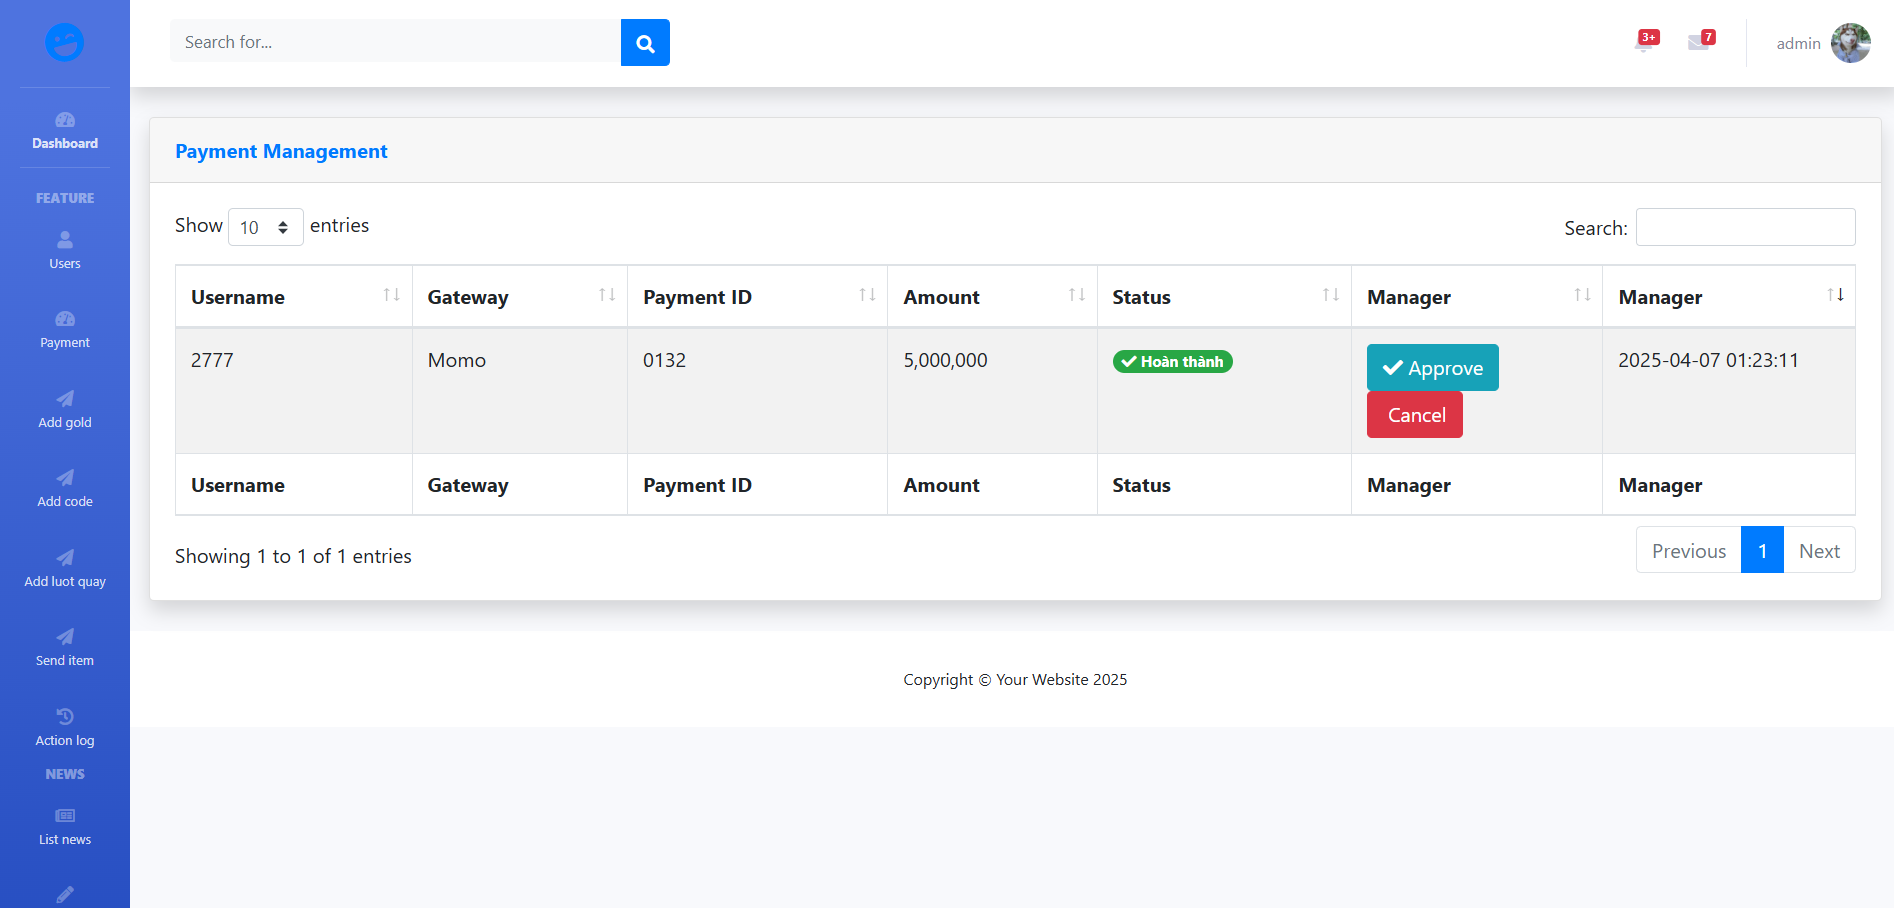 Search for...
3+
7
admin
Dashboard
FEATURE
Users
Payment
Add gold
Add code
Add luot quay
Send item
Action log
NEWS
List news
Payment Management
Show 10 entries
Search:
Username Gateway Payment ID Amount Status Manager Manager
2777 Momo 0132 5,000,000 Hoàn thành Approve 2025-04-07 01:23:11
Cancel
Username Gateway Payment ID Amount Status Manager Manager
Showing 1 to 1 of 1 entries
Previous 1 Next
Copyright © Your Website 2025